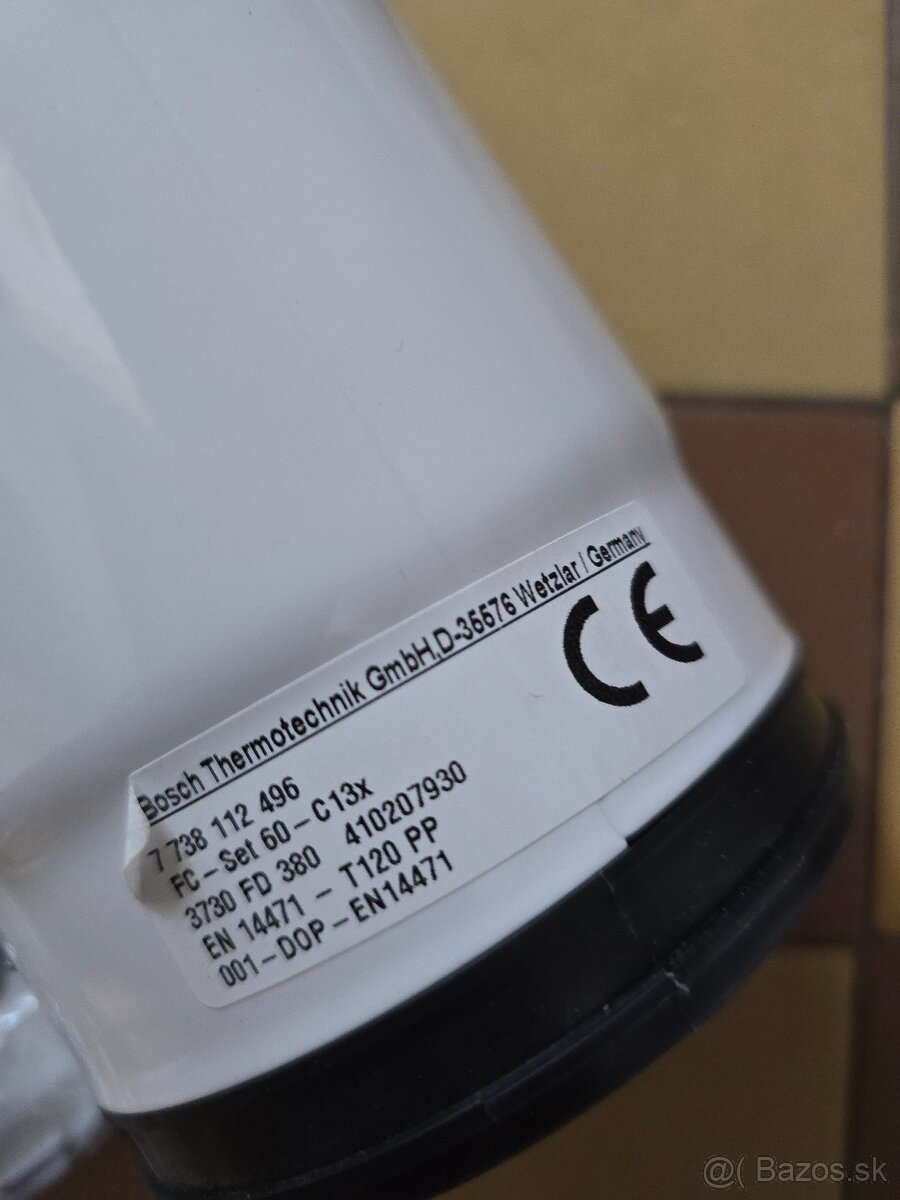 Bosch Thermotechnik GmbH,D-35576 Wetzlar / Germany
CE
7 738 112 496
FC – Set 60 – C13x
3730 FD 380 410207930
EN 14471 – T120 PP
001 – DOP – EN14471
@( Bazos.sk